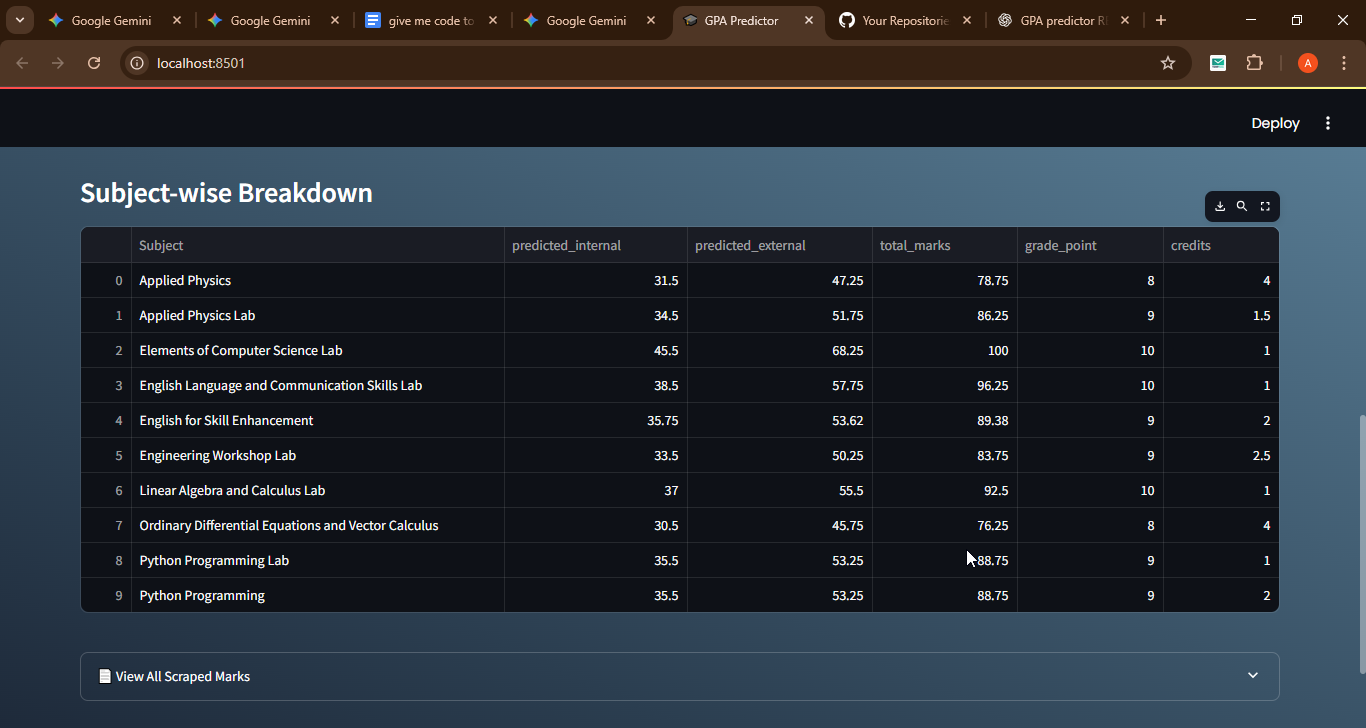 Google Gemini
Google Gemini
give me code to
Google Gemini
GPA Predictor
Your Repositorie
GPA predictor RI
localhost:8501
A
Deploy
Subject-wise Breakdown
Subject predicted_internal predicted_external total_marks grade_point credits
0 Applied Physics 31.5 47.25 78.75 8 4
1 Applied Physics Lab 34.5 51.75 86.25 9 1.5
2 Elements of Computer Science Lab 45.5 68.25 100 10 1
3 English Language and Communication Skills Lab 38.5 57.75 96.25 10 1
4 English for Skill Enhancement 35.75 53.62 89.38 9 2
5 Engineering Workshop Lab 33.5 50.25 83.75 9 2.5
6 Linear Algebra and Calculus Lab 37 55.5 92.5 10 1
7 Ordinary Differential Equations and Vector Calculus 30.5 45.75 76.25 8 4
8 Python Programming Lab 35.5 53.25 88.75 9 1
9 Python Programming 35.5 53.25 88.75 9 2
View All Scraped Marks